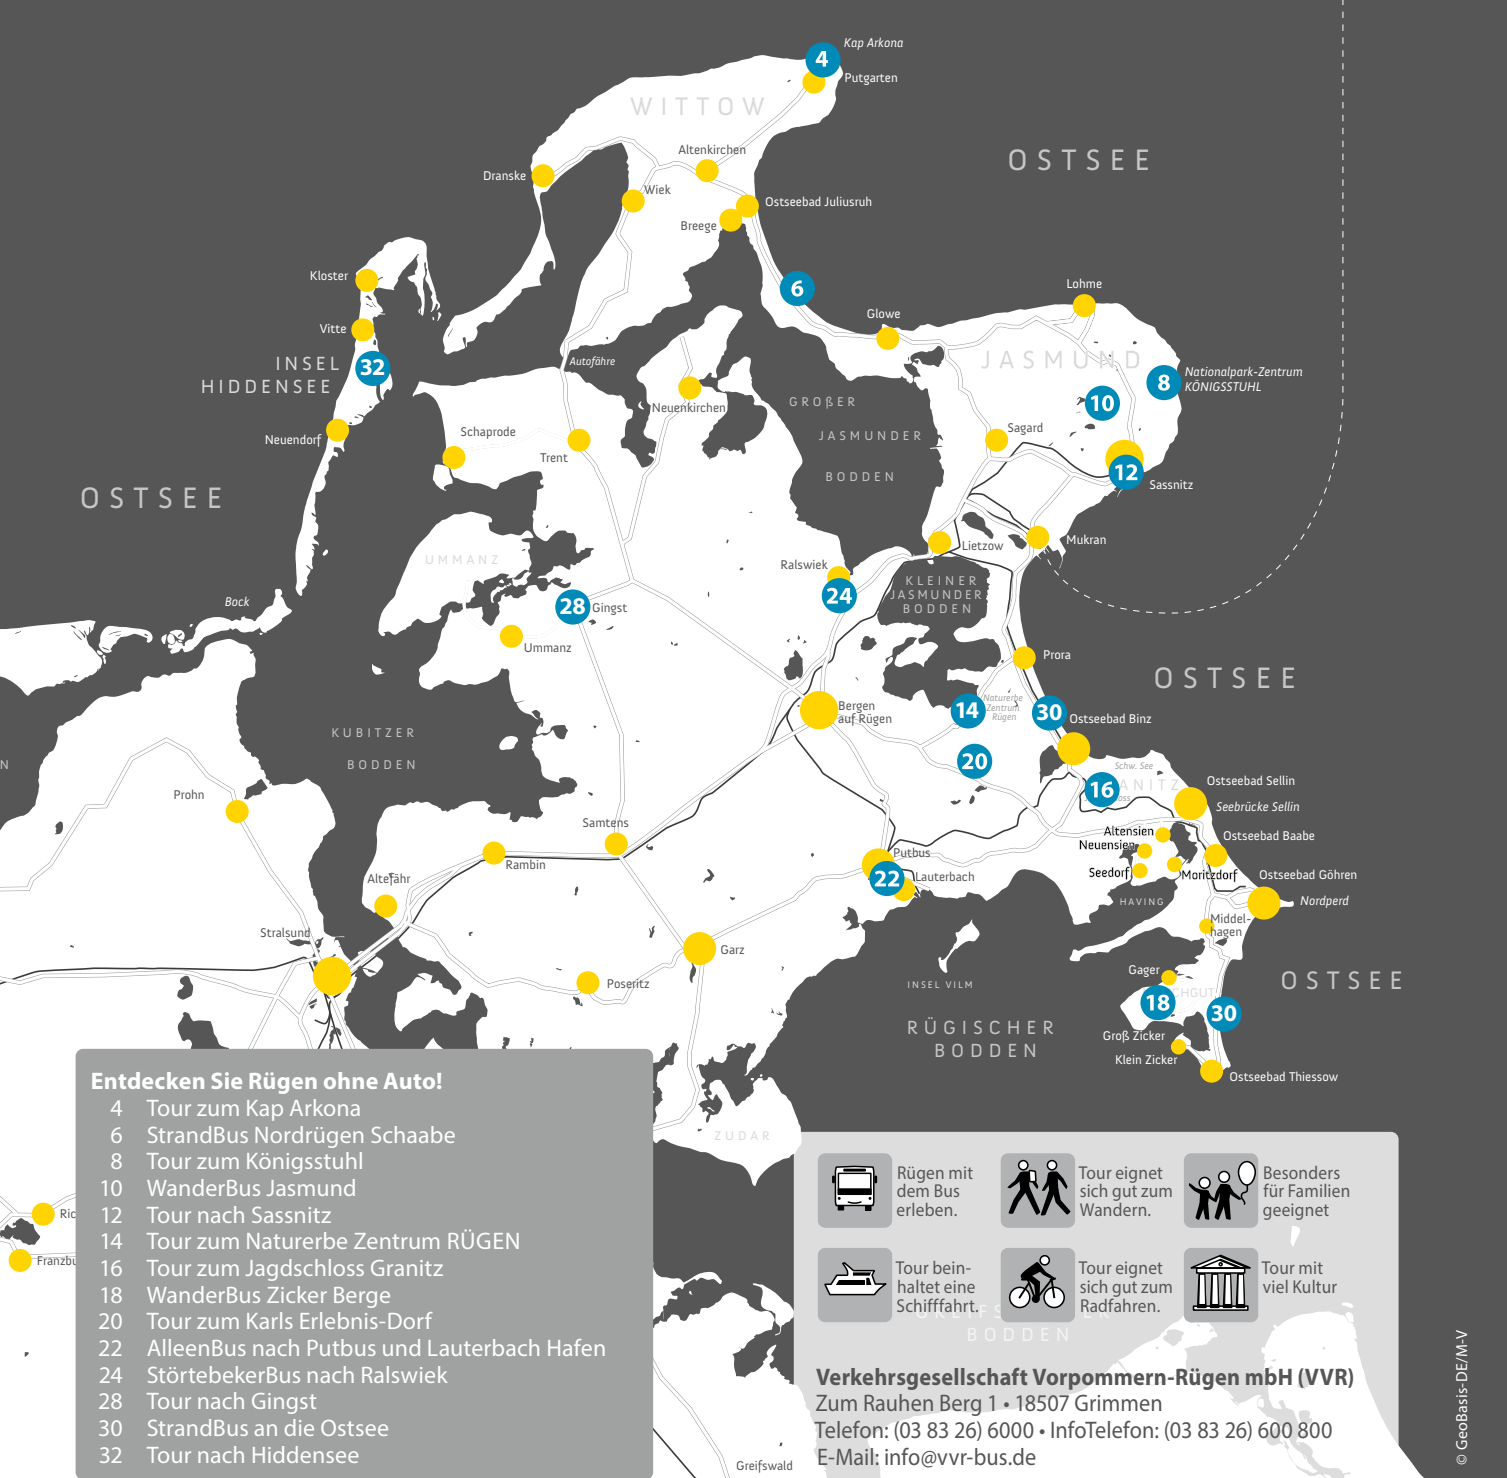 Kap Arkona
4
Putgarten
WITTOW
OSTSEE
Altenkirchen
Dranske
Wiek
Ostseebad Juliusruh
Breege
Kloster
6
Lohme
Glowe
Vitte
INSEL
HIDDENSEE
32
Autofähre
JASMUND
8
Nationalpark-Zentrum
KÖNIGSSTUHL
10
Neuenkirchen
GROßER
JASMUNDER
BODDEN
Neuendorf
Schaprode
Trent
Sagard
12
Sassnitz
OSTSEE
UMMANZ
Lietzow
Mukran
Ralswiek
24
KLEINER
JASMUNDER
BODDEN
Bock
28
Gingst
Ummanz
Prora
OSTSEE
Bergen
auf Rügen
14
Naturerbe
Zentrum
Rügen
30
Ostseebad Binz
KUBITZER
BODDEN
N
20
Schw. See
16
ANITZ
oss
Ostseebad Sellin
Seebrücke Sellin
Prohn
Samtens
Rambin
Altensien
Neuensien
Ostseebad Baabe
Seedorf
Moritzdorf
Putbus
22
Lauterbach
Altefähr
Ostseebad Göhren
Nordperd
HAVING
Middel-
hagen
Stralsund
Garz
Poseritz
INSEL VILM
Gager
18
CHGUT
30
OSTSEE
RÜGISCHER
BODDEN
Groß Zicker
Klein Zicker
Ostseebad Thiessow
ZUDAR
Entdecken Sie Rügen ohne Auto!
4 Tour zum Kap Arkona
6 StrandBus Nordrügen Schaabe
8 Tour zum Königsstuhl
10 WanderBus Jasmund
12 Tour nach Sassnitz
14 Tour zum Naturerbe Zentrum RÜGEN
16 Tour zum Jagdschloss Granitz
18 WanderBus Zicker Berge
20 Tour zum Karls Erlebnis-Dorf
22 AlleenBus nach Putbus und Lauterbach Hafen
24 StörtebekerBus nach Ralswiek
28 Tour nach Gingst
30 StrandBus an die Ostsee
32 Tour nach Hiddensee
Ric
Franzbu
Rügen mit
dem Bus
erleben.
Tour eignet
sich gut zum
Wandern.
Besonders
für Familien
geeignet
Tour bein-
haltet eine
Schifffahrt.
Tour eignet
sich gut zum
Radfahren.
Tour mit
viel Kultur
BODDEN
Verkehrsgesellschaft Vorpommern-Rügen mbH (VVR)
Zum Rauhen Berg 1 • 18507 Grimmen
Telefon: (03 83 26) 6000 • InfoTelefon: (03 83 26) 600 800
E-Mail: info@vvr-bus.de
Greifswald
© GeoBasis-DE/M-V